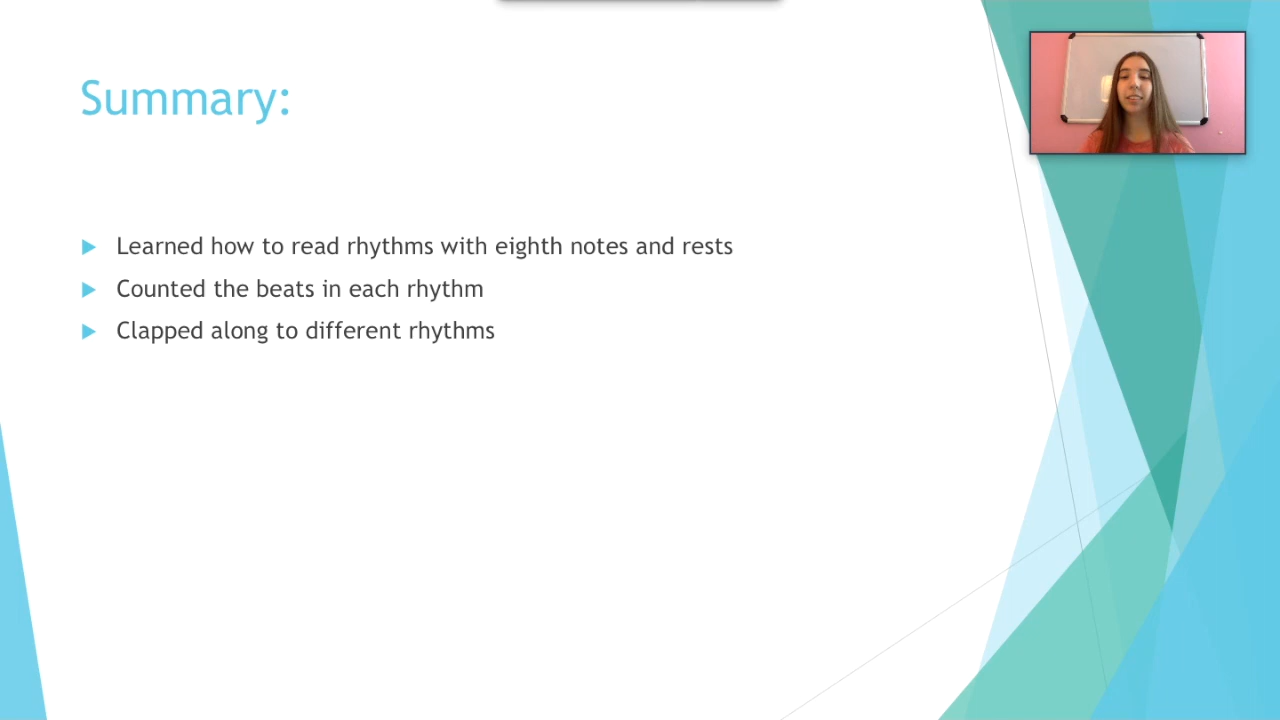 Summary:
Learned how to read rhythms with eighth notes and rests
Counted the beats in each rhythm
Clapped along to different rhythms